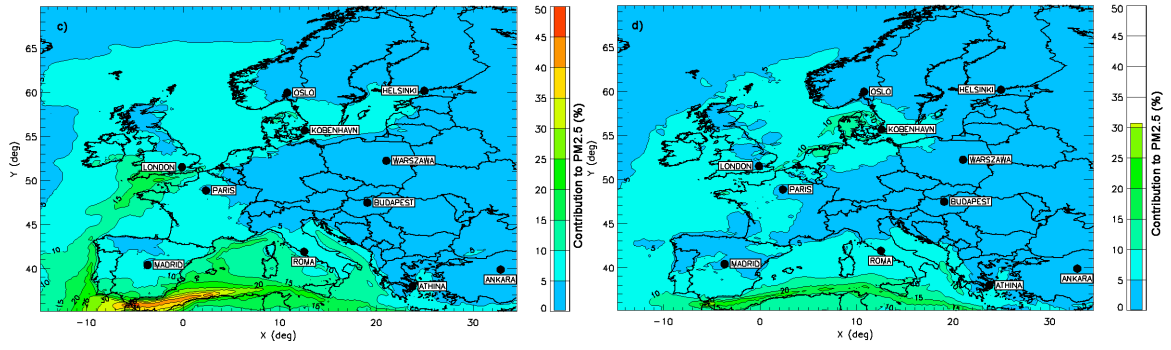 c)
70
60
50
40
Y (deg)
-10
0
10
20
30
X (deg)
OSLO
HELSINKI
KOBENHAVN
LONDON
WARSZAWA
PARIS
BUDAPEST
MADRID
ROMA
ATHINA
ANKARA
50
45
40
35
30
25
20
15
10
5
0
Contribution to PM2.5 (%)
d)
65
60
55
50
45
40
Y (deg)
-10
0
10
20
30
X (deg)
OSLO
HELSINKI
KOBENHAVN
LONDON
WARSZAWA
PARIS
BUDAPEST
MADRID
ROMA
ATHINA
ANKARA
50
45
40
35
30
25
20
15
10
5
0
Contribution to PM2.5 (%)